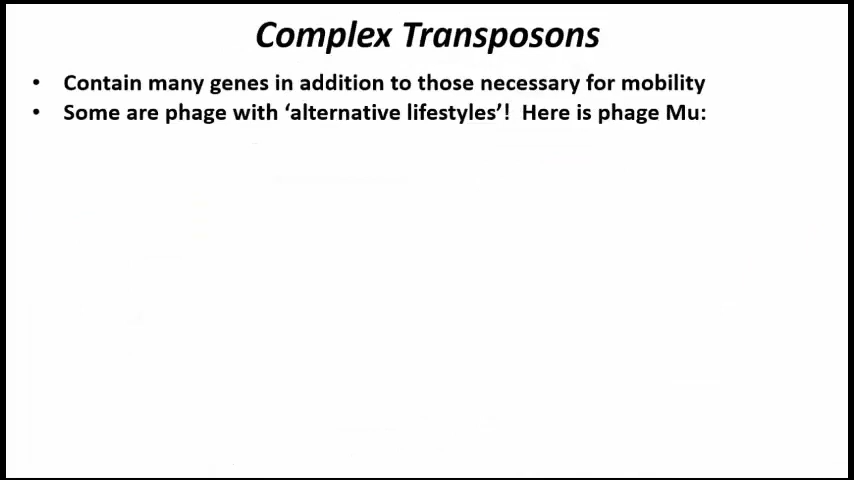 Complex Transposons
• Contain many genes in addition to those necessary for mobility
• Some are phage with ‘alternative lifestyles’! Here is phage Mu: